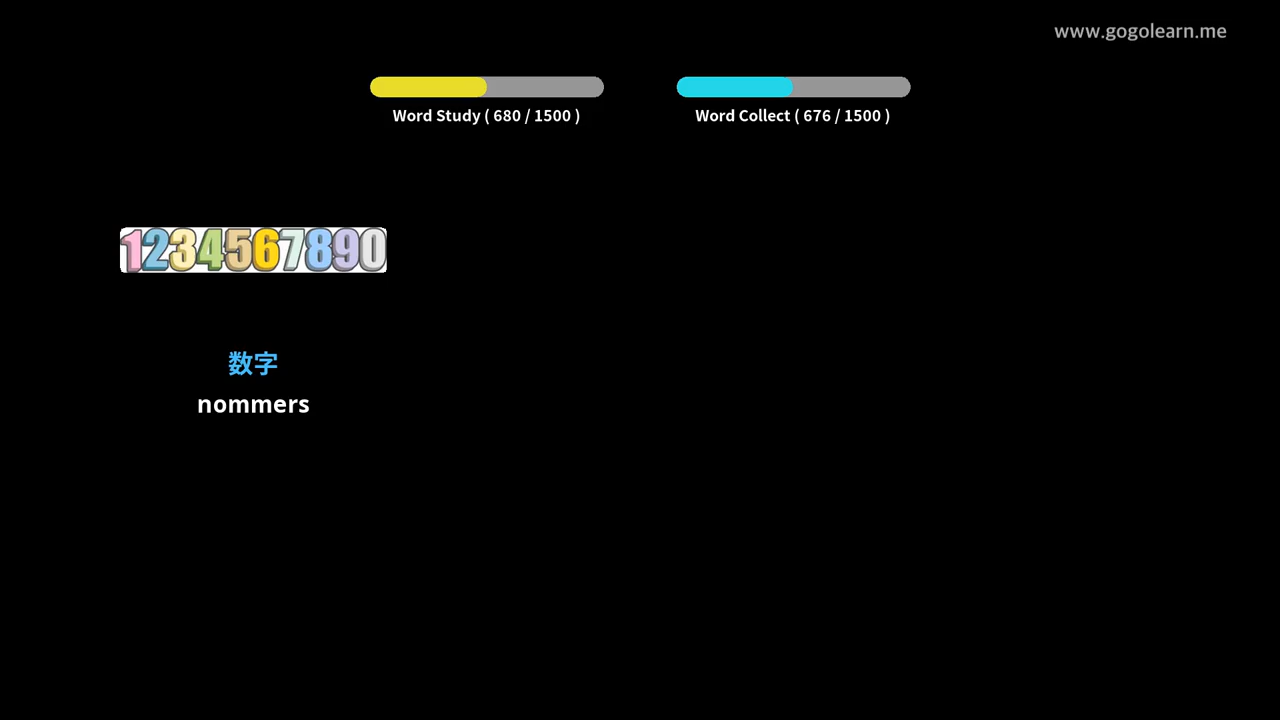 www.gogolearn.me
Word Study ( 680 / 1500 )
Word Collect ( 676 / 1500 )
1234567890
数字
nommers